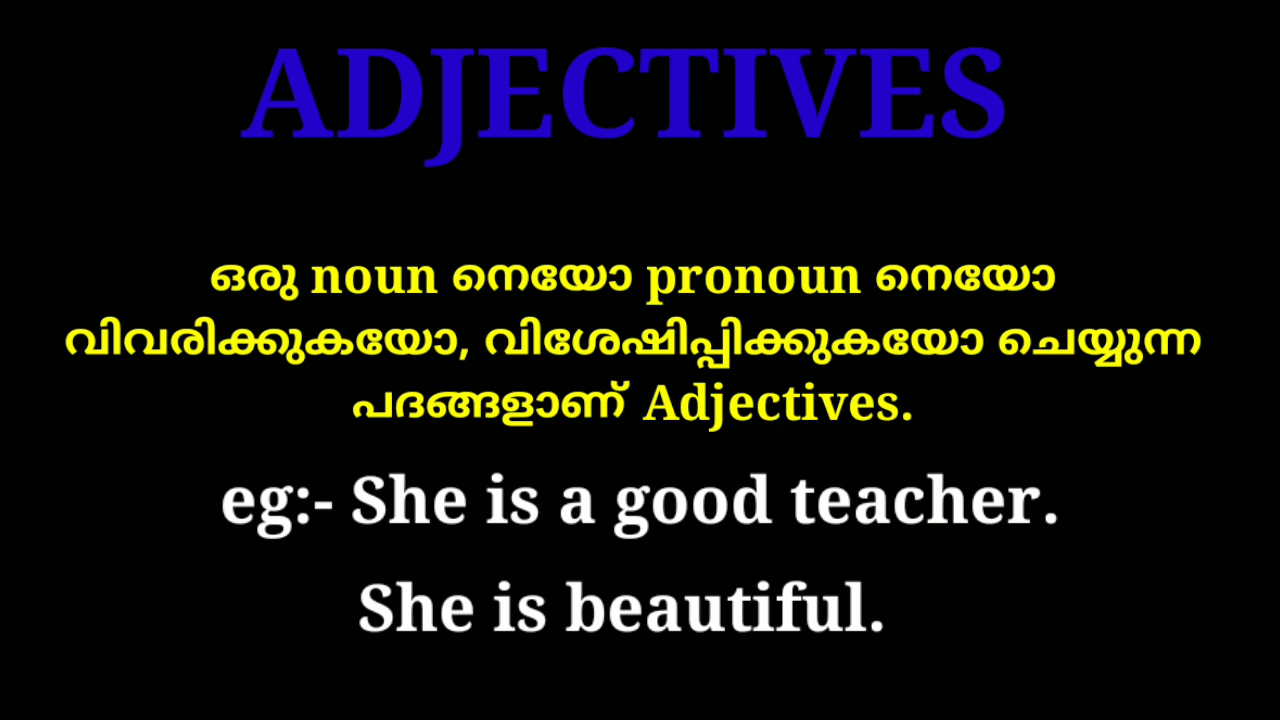 ADJECTIVES
ഒരു noun നെയോ pronoun നെയോ
വിവരിക്കുകയോ, വിശേഷിപ്പിക്കുകയോ ചെയ്യുന്ന
പദങ്ങളാണ് Adjectives.
eg:- She is a good teacher.
She is beautiful.